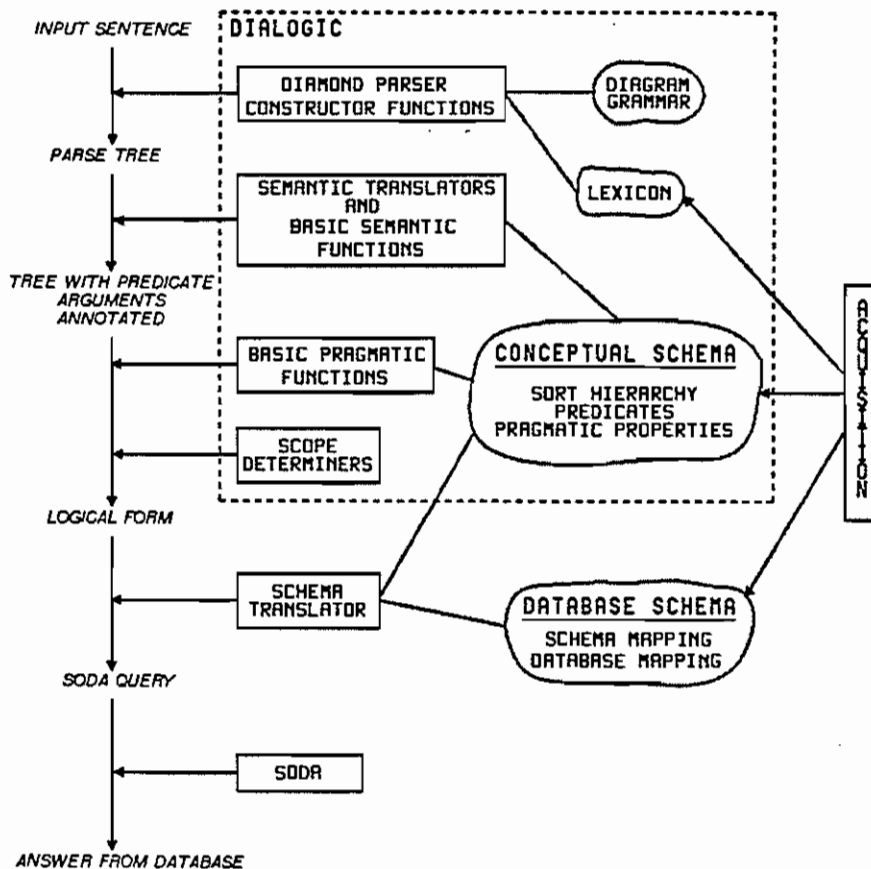 INPUT SENTENCE
DIALOGIC
DIAMOND PARSER
CONSTRUCTOR FUNCTIONS
DIAGRAM
GRAMMAR
PARSE TREE
LEXICON
SEMANTIC TRANSLATORS
AND
BASIC SEMANTIC
FUNCTIONS
TREE WITH PREDICATE
ARGUMENTS
ANNOTATED
BASIC PRAGMATIC
FUNCTIONS
CONCEPTUAL SCHEMA
SORT HIERARCHY
PREDICATES
PRAGMATIC PROPERTIES
ACQUISITION
SCOPE
DETERMINERS
LOGICAL FORM
SCHEMA
TRANSLATOR
DATABASE SCHEMA
SCHEMA MAPPING
DATABASE MAPPING
SODA QUERY
SODA
ANSWER FROM DATABASE